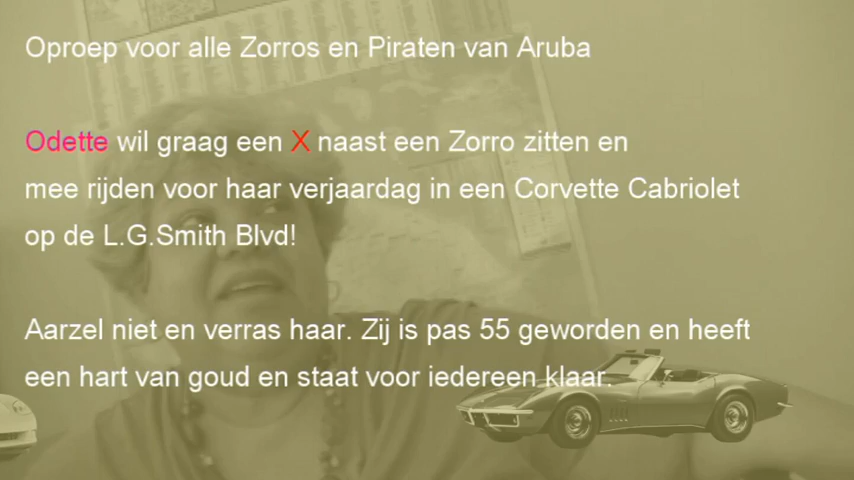 Oproep voor alle Zorros en Piraten van Aruba
Odette wil graag een X naast een Zorro zitten en
mee rijden voor haar verjaardag in een Corvette Cabriolet
op de L.G.Smith Blvd!
Aarzel niet en verras haar. Zij is pas 55 geworden en heeft
een hart van goud en staat voor iedereen klaar.